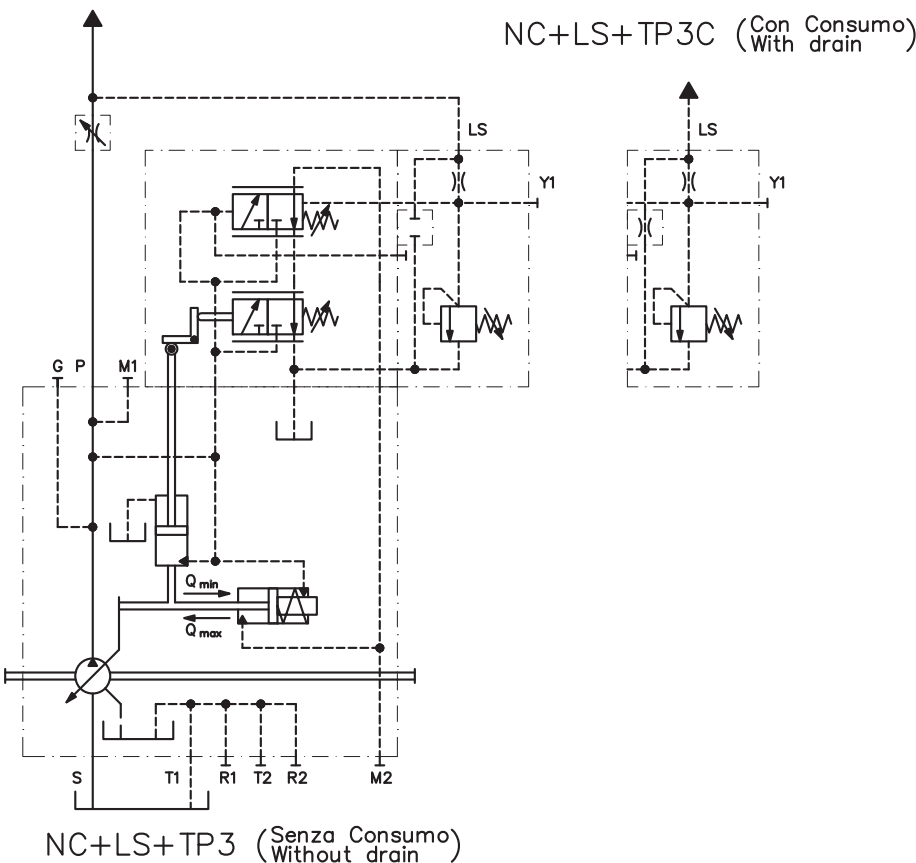 NC+LS+TP3C (Con Consumo)
With drain
LS
LS
Y1
Y1
G P M1
Q min
Q max
S T1 R1 T2 R2 M2
NC+LS+TP3 (Senza Consumo)
Without drain